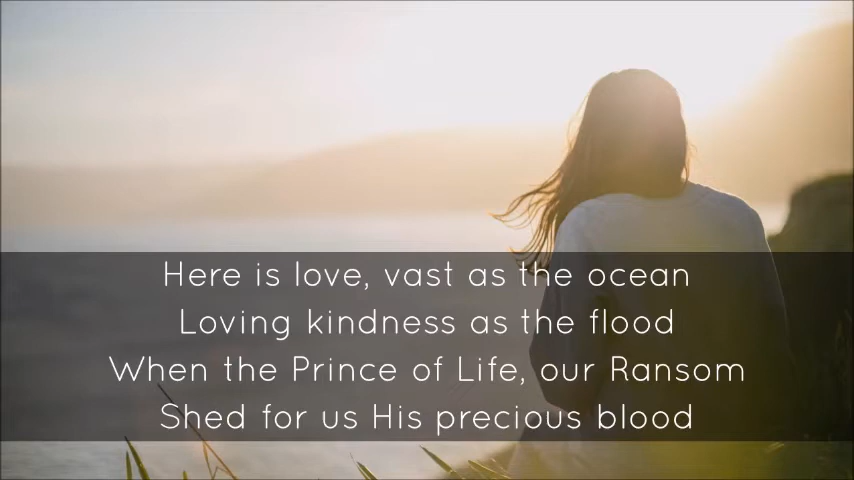 Here is love, vast as the ocean
Loving kindness as the flood
When the Prince of Life, our Ransom
Shed for us His precious blood